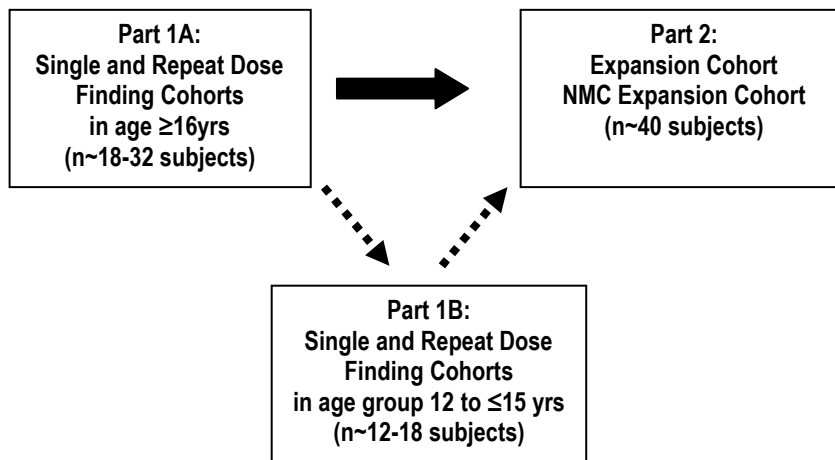 Part 1A:
Single and Repeat Dose
Finding Cohorts
in age ≥16yrs
(n~18-32 subjects)
Part 2:
Expansion Cohort
NMC Expansion Cohort
(n~40 subjects)
Part 1B:
Single and Repeat Dose
Finding Cohorts
in age group 12 to ≤15 yrs
(n~12-18 subjects)